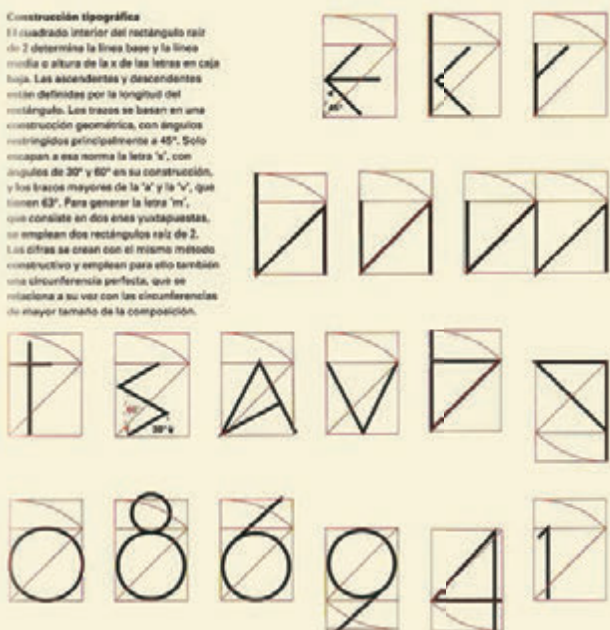 Construcción tipográfica
El cuadrado interior del rectángulo raíz
de 2 determina la línea base y la línea
media o altura de la x de las letras en caja
baja. Las ascendentes y descendentes
están definidas por la longitud del
rectángulo. Los trazos se basan en una
construcción geométrica, con ángulos
restringidos principalmente a 45°. Solo
escapan a esa norma la letra 's', con
ángulos de 30° y 60° en su construcción,
y los trazos mayores de la 'a' y la 'v', que
tienen 63°. Para generar la letra 'm',
que consiste en dos enes yuxtapuestas,
se emplean dos rectángulos raíz de 2.
Las cifras se crean con el mismo método
constructivo y emplean para ello también
una circunferencia perfecta, que se
relaciona a su vez con las circunferencias
de mayor tamaño de la composición.
e k r
45°
h n m
t s a v
60° 30°
0 8 6 9 4 1